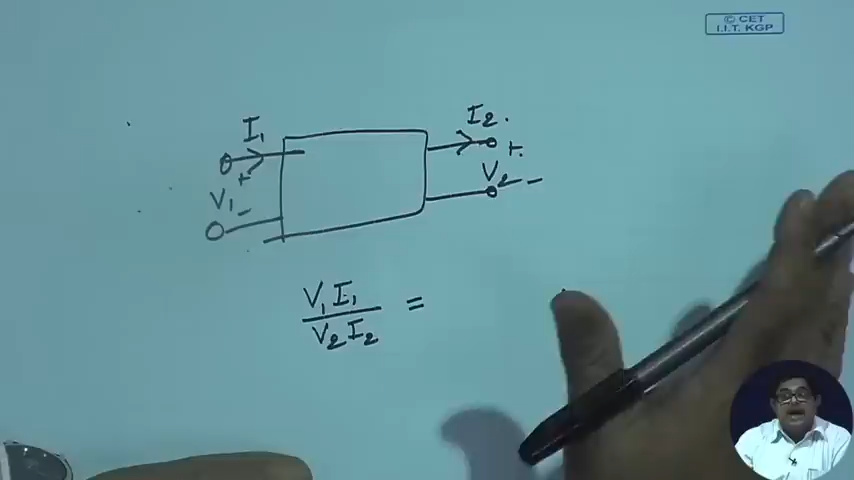 © CET
I.I.T. KGP
I₁
I₂.
+
+.
V₁
V₂
-
-
V₁I₁
V₂I₂
=